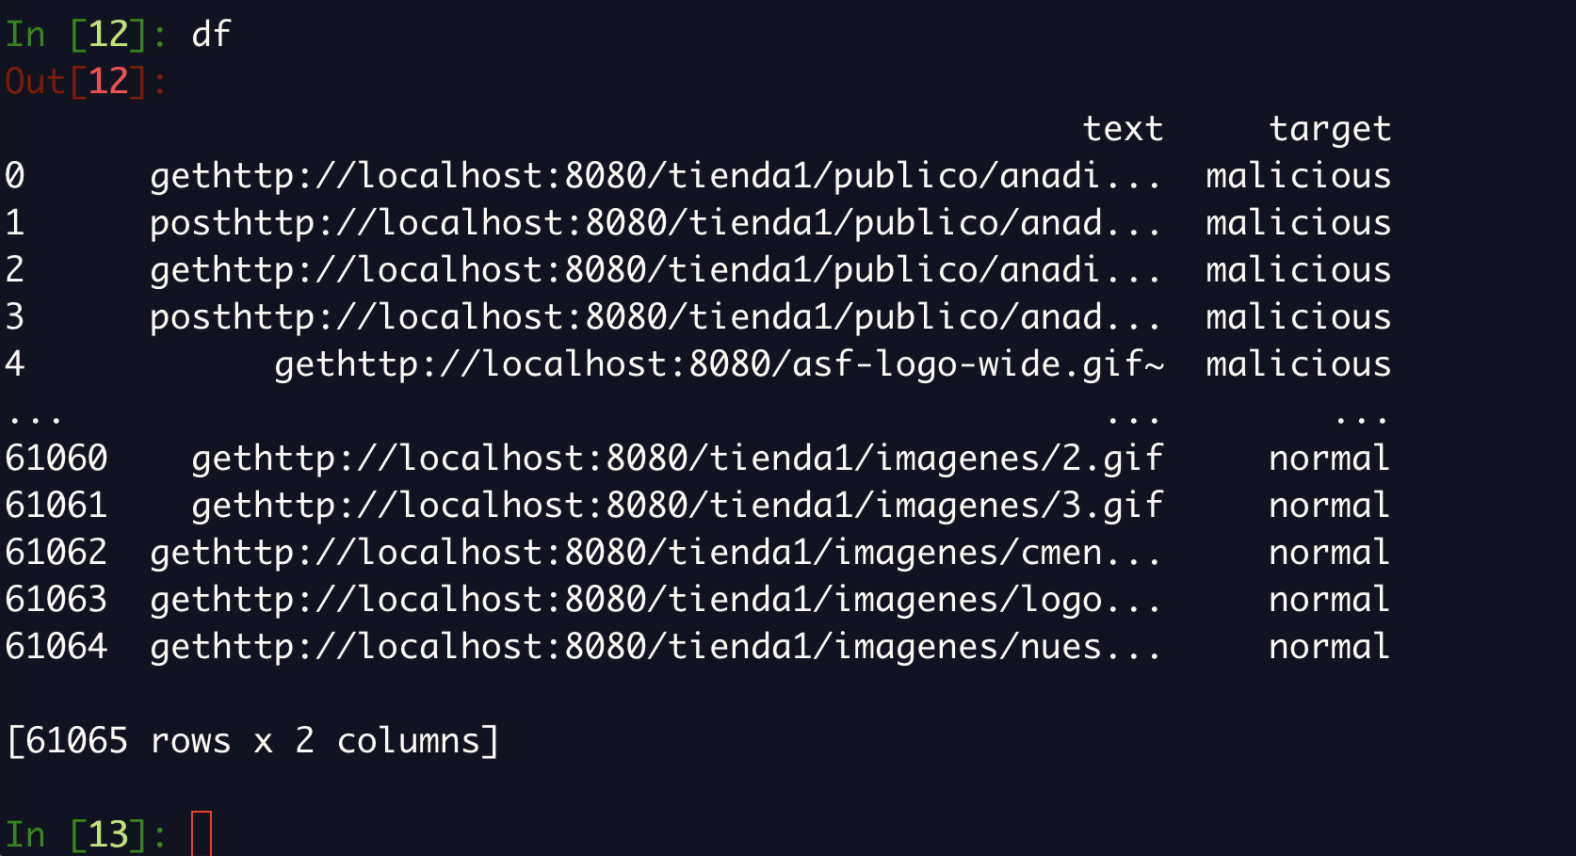 In [12]: df
Out[12]:
text target
0 gethttp://localhost:8080/tienda1/publico/anadi... malicious
1 posthttp://localhost:8080/tienda1/publico/anad... malicious
2 gethttp://localhost:8080/tienda1/publico/anadi... malicious
3 posthttp://localhost:8080/tienda1/publico/anad... malicious
4 gethttp://localhost:8080/asf-logo-wide.gif~ malicious
... ... ...
61060 gethttp://localhost:8080/tienda1/imagenes/2.gif normal
61061 gethttp://localhost:8080/tienda1/imagenes/3.gif normal
61062 gethttp://localhost:8080/tienda1/imagenes/cmen... normal
61063 gethttp://localhost:8080/tienda1/imagenes/logo... normal
61064 gethttp://localhost:8080/tienda1/imagenes/nues... normal
[61065 rows x 2 columns]
In [13]: